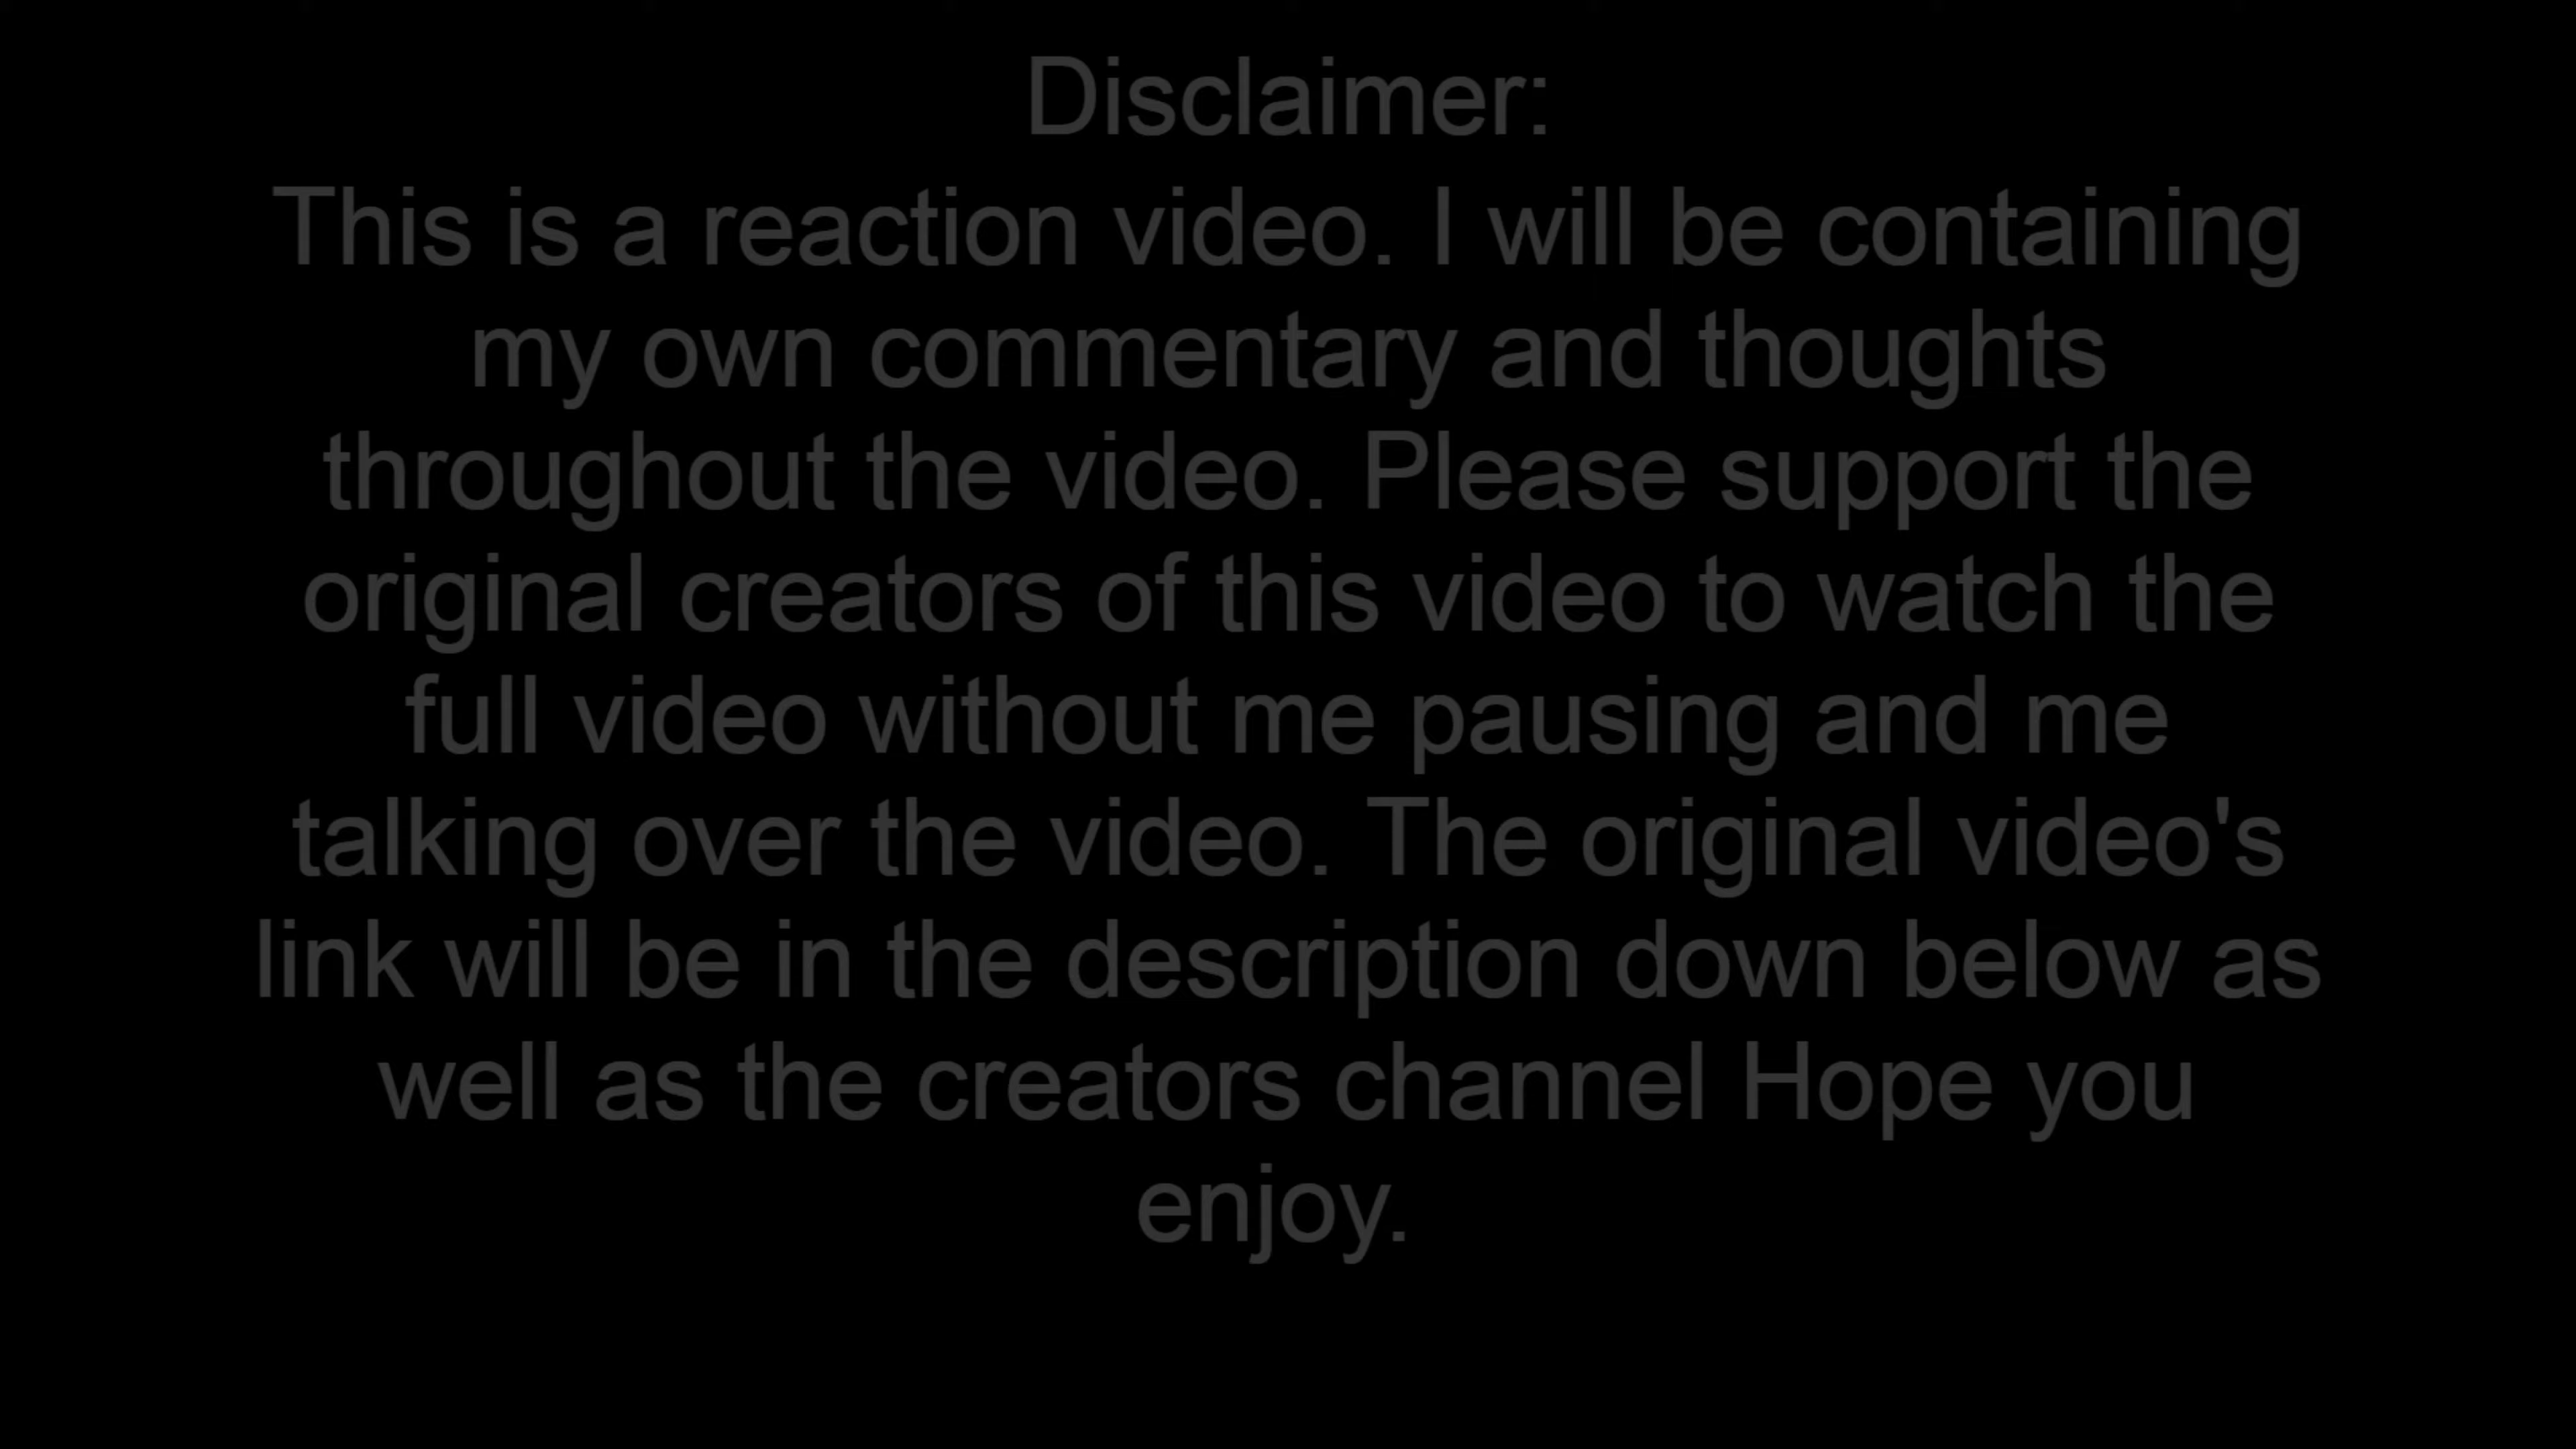 Disclaimer:
This is a reaction video. I will be containing
my own commentary and thoughts
throughout the video. Please support the
original creators of this video to watch the
full video without me pausing and me
talking over the video. The original video's
link will be in the description down below as
well as the creators channel Hope you
enjoy.